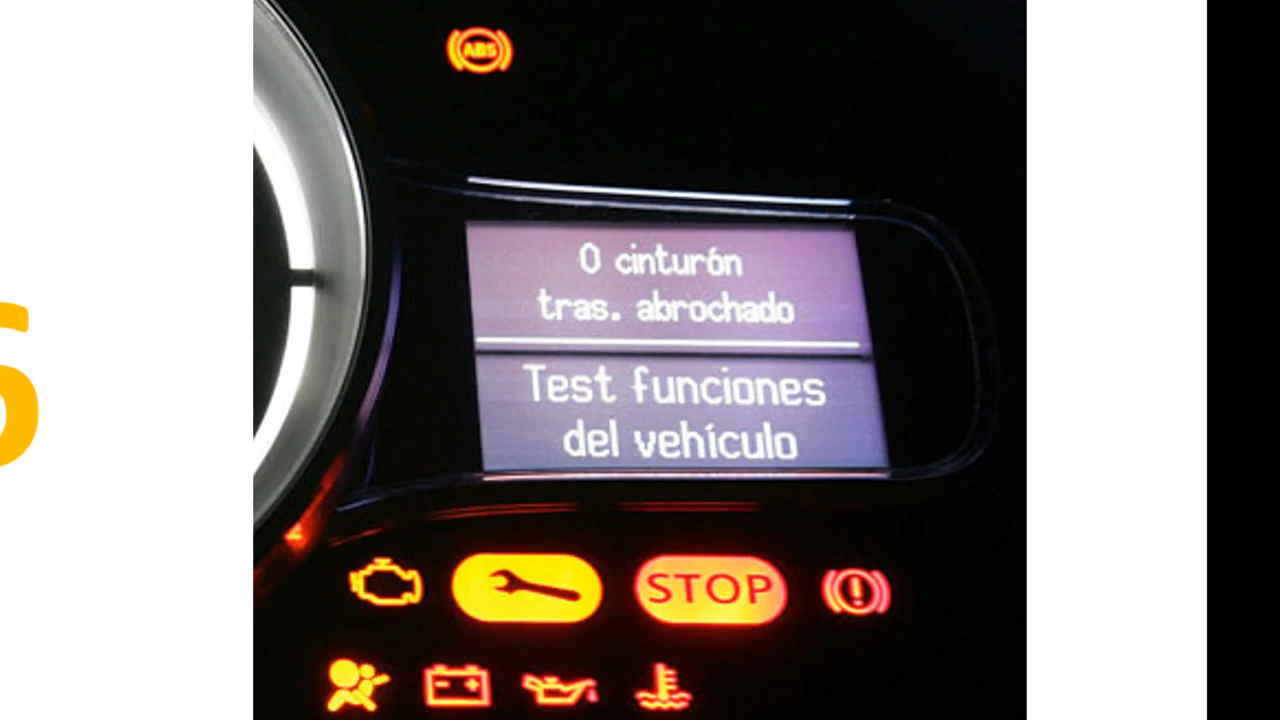 ABS
0 cinturón
tras. abrochado
Test funciones
del vehículo
STOP